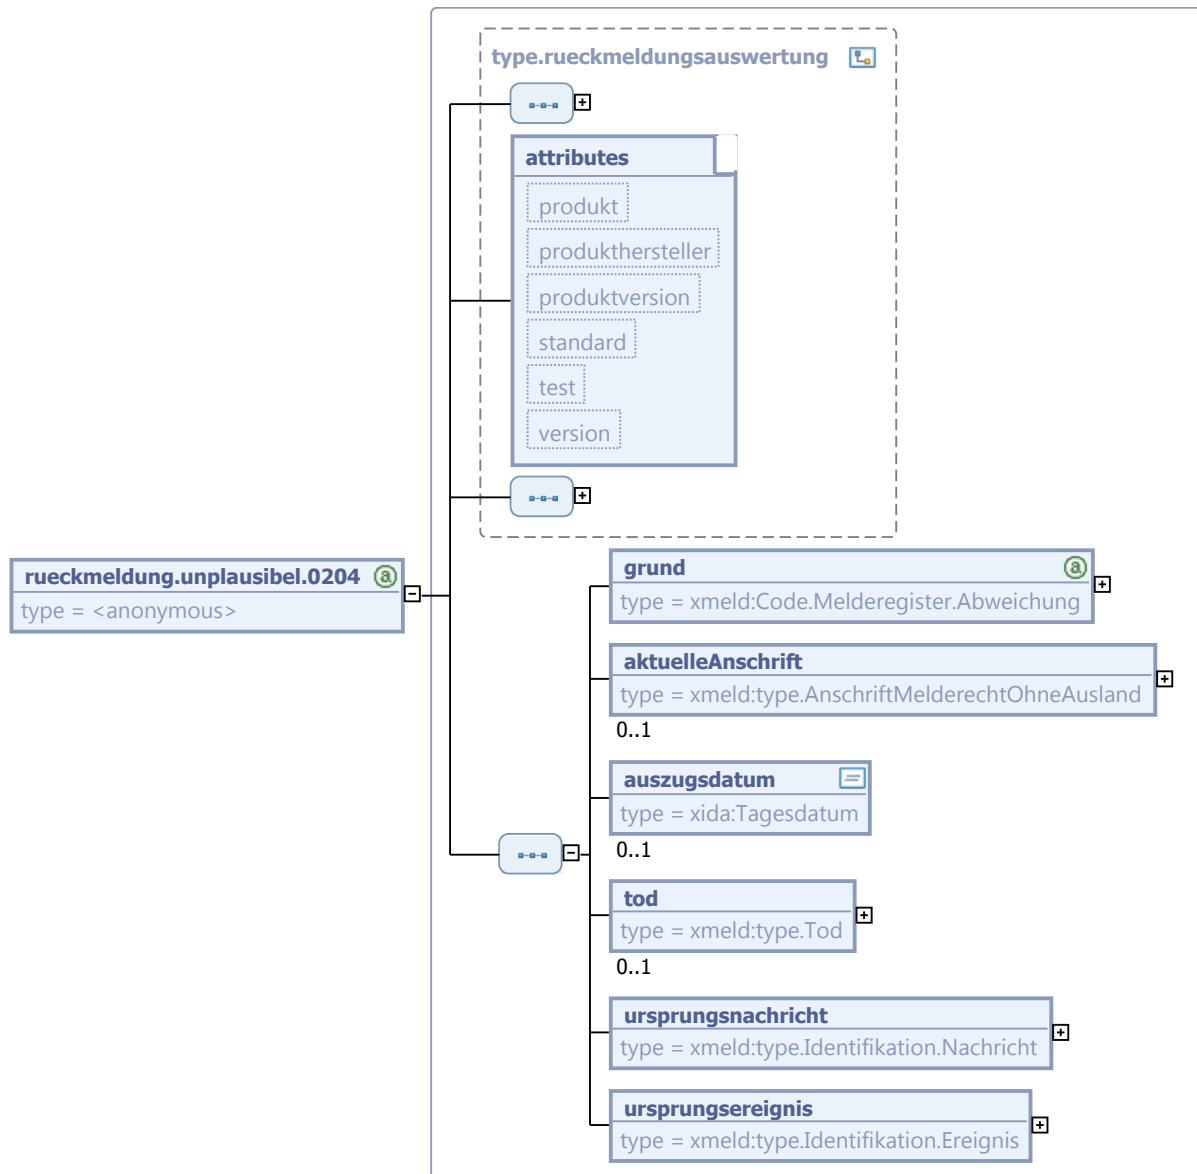 type.rueckmeldungsauswertung
attributes
produkt
produkthersteller
produktversion
standard
test
version
rueckmeldung.unplausibel.0204
type = <anonymous>
grund
type = xmeld:Code.Melderegister.Abweichung
aktuelleAnschrift
type = xmeld:type.AnschriftMelderechtOhneAusland
0..1
auszugsdatum
type = xida:Tagesdatum
0..1
tod
type = xmeld:type.Tod
0..1
ursprungsnachricht
type = xmeld:type.Identifikation.Nachricht
ursprungsereignis
type = xmeld:type.Identifikation.Ereignis